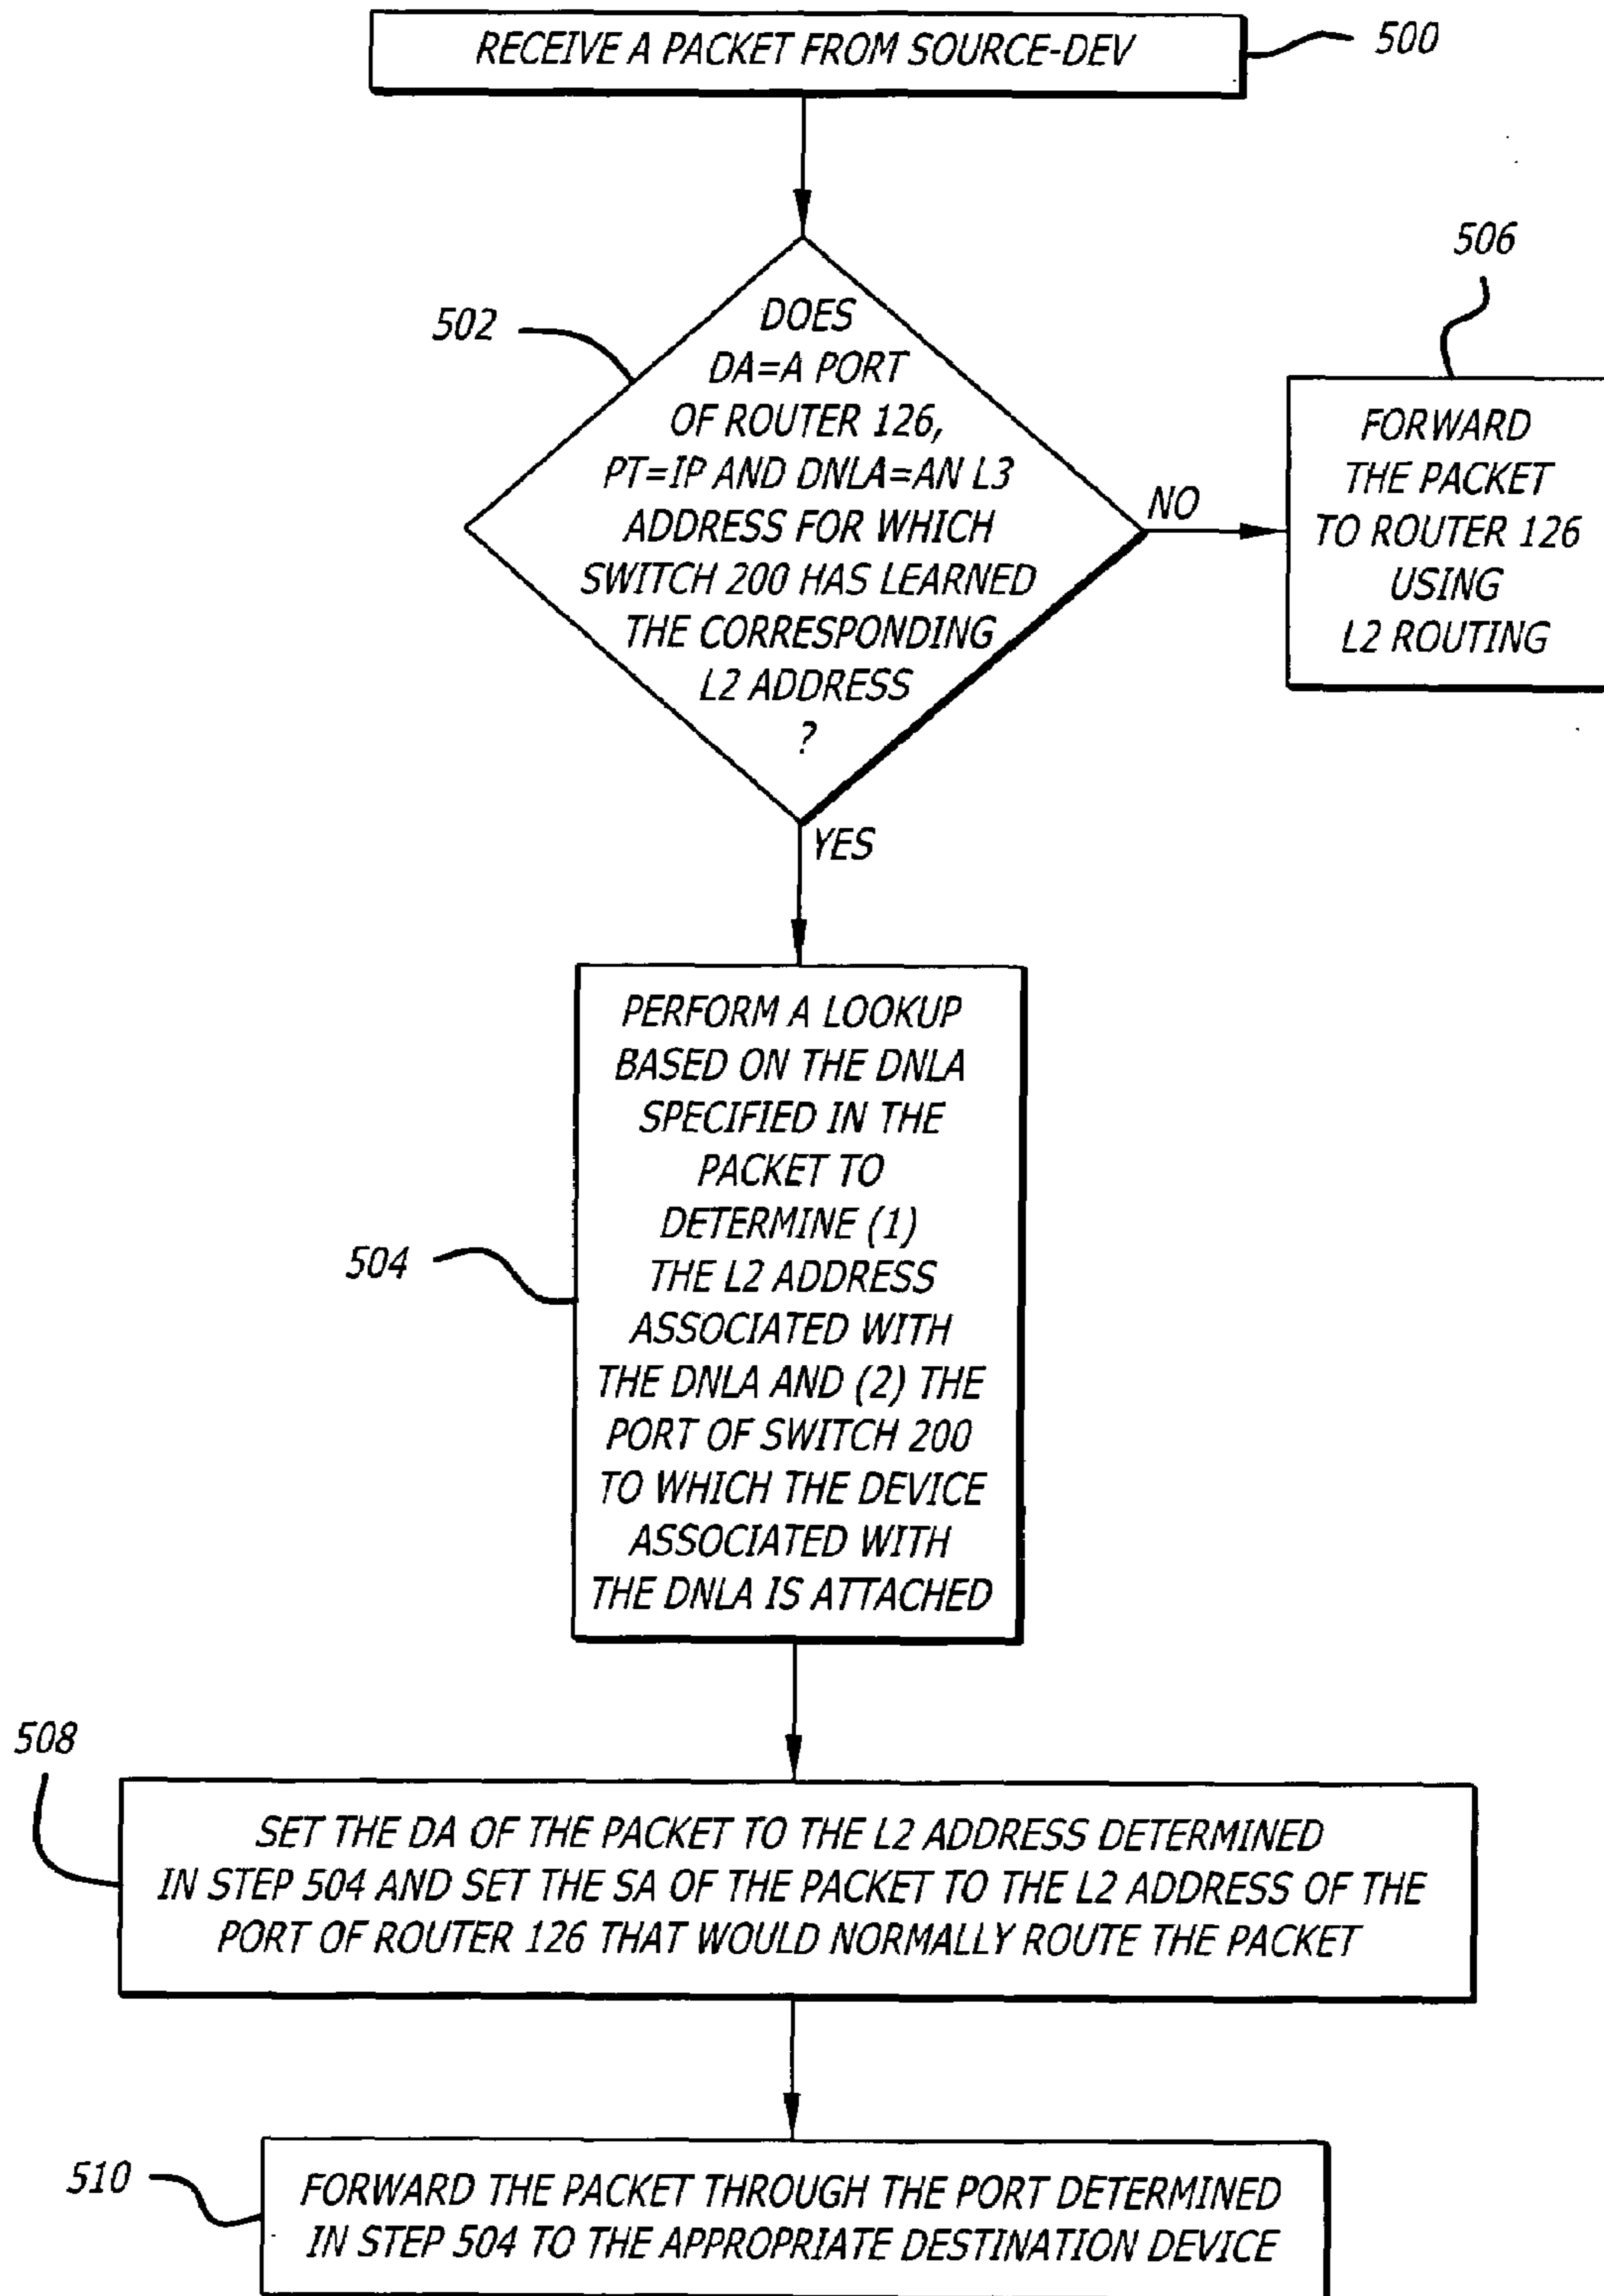 RECEIVE A PACKET FROM SOURCE-DEV
500
502
DOES
DA=A PORT
OF ROUTER 126,
PT=IP AND DNLA=AN L3
ADDRESS FOR WHICH
SWITCH 200 HAS LEARNED
THE CORRESPONDING
L2 ADDRESS
?
NO
506
FORWARD
THE PACKET
TO ROUTER 126
USING
L2 ROUTING
YES
504
PERFORM A LOOKUP
BASED ON THE DNLA
SPECIFIED IN THE
PACKET TO
DETERMINE (1)
THE L2 ADDRESS
ASSOCIATED WITH
THE DNLA AND (2) THE
PORT OF SWITCH 200
TO WHICH THE DEVICE
ASSOCIATED WITH
THE DNLA IS ATTACHED
508
SET THE DA OF THE PACKET TO THE L2 ADDRESS DETERMINED
IN STEP 504 AND SET THE SA OF THE PACKET TO THE L2 ADDRESS OF THE
PORT OF ROUTER 126 THAT WOULD NORMALLY ROUTE THE PACKET
510
FORWARD THE PACKET THROUGH THE PORT DETERMINED
IN STEP 504 TO THE APPROPRIATE DESTINATION DEVICE